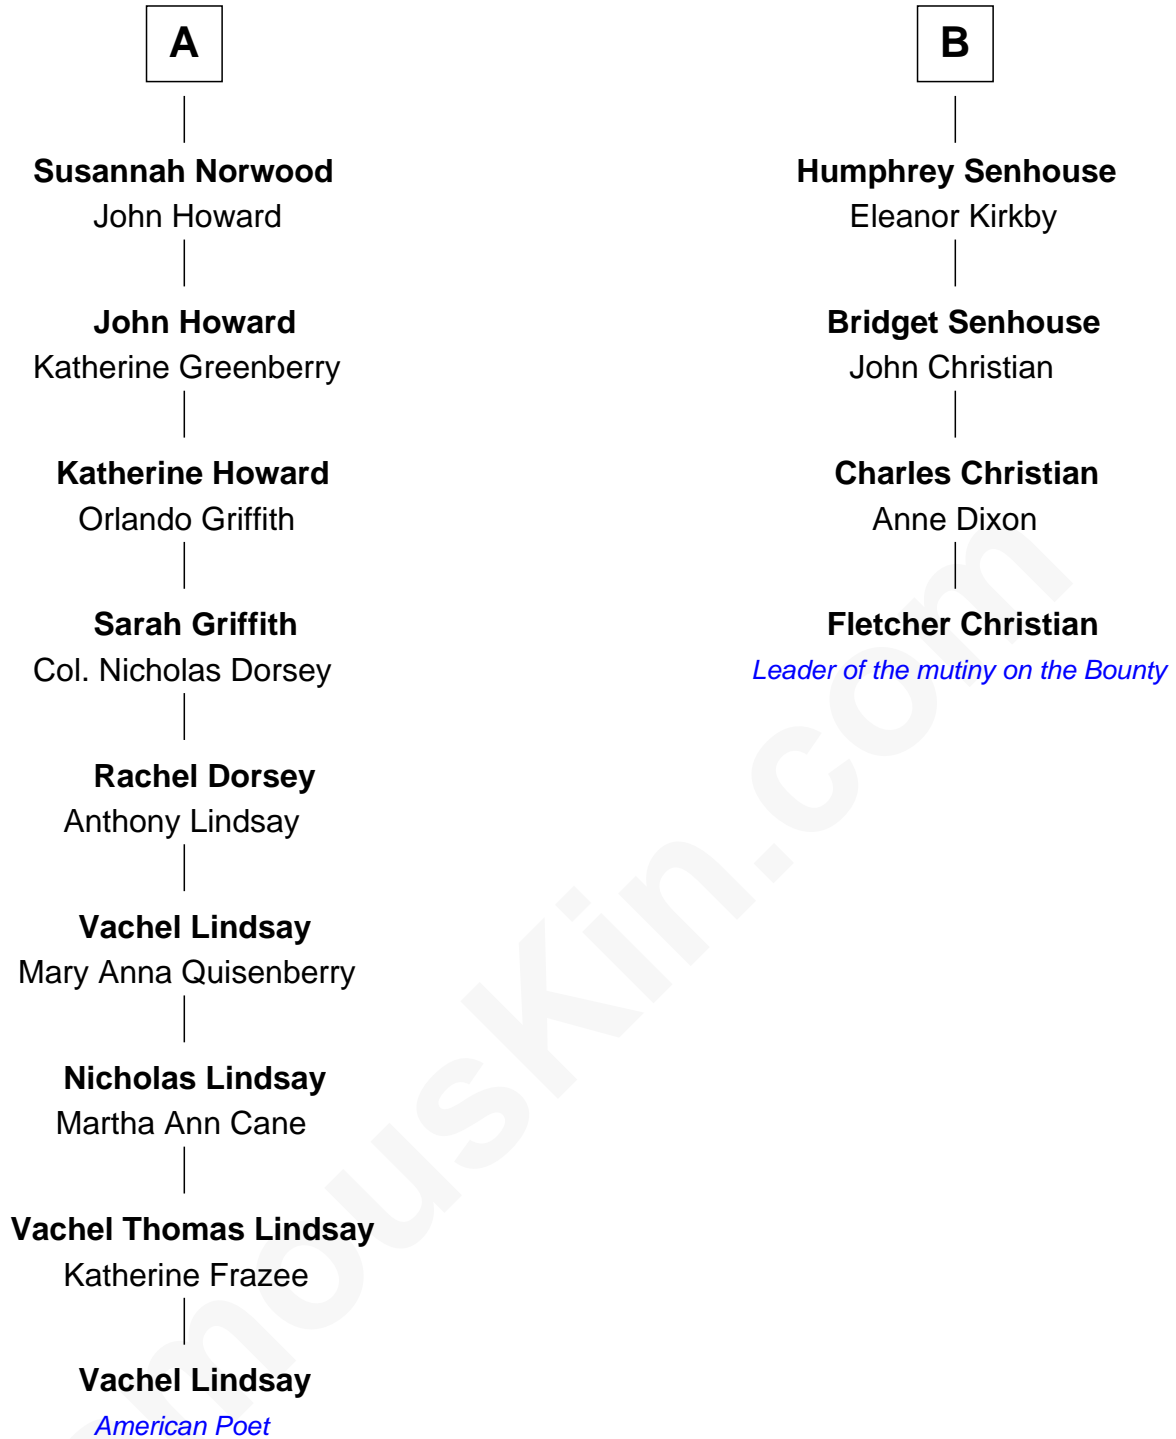 A
Susannah Norwood
John Howard
John Howard
Katherine Greenberry
Katherine Howard
Orlando Griffith
Sarah Griffith
Col. Nicholas Dorsey
Rachel Dorsey
Anthony Lindsay
Vachel Lindsay
Mary Anna Quisenberry
Nicholas Lindsay
Martha Ann Cane
Vachel Thomas Lindsay
Katherine Frazee
Vachel Lindsay
American Poet
B
Humphrey Senhouse
Eleanor Kirkby
Bridget Senhouse
John Christian
Charles Christian
Anne Dixon
Fletcher Christian
Leader of the mutiny on the Bounty
mousKin.com